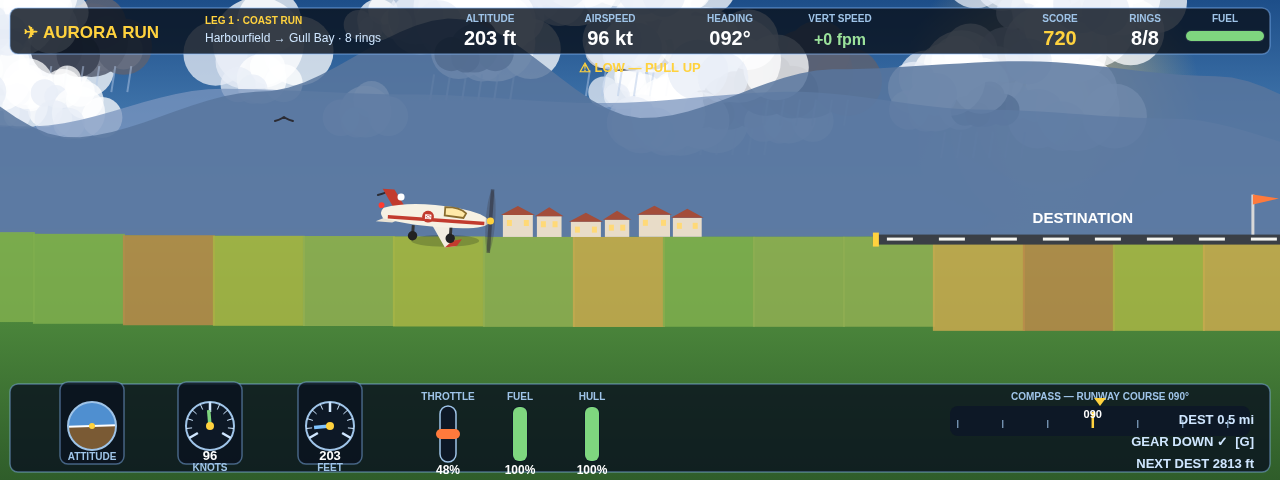 ✈ AURORA RUN
LEG 1 · COAST RUN
Harbourfield → Gull Bay · 8 rings
ALTITUDE
203 ft
AIRSPEED
96 kt
HEADING
092°
VERT SPEED
+0 fpm
SCORE
720
RINGS
8/8
FUEL
⚠ LOW — PULL UP
DESTINATION
ATTITUDE
96
KNOTS
203
FEET
THROTTLE
48%
FUEL
100%
HULL
100%
COMPASS — RUNWAY COURSE 090°
090
DEST 0.5 mi
GEAR DOWN ✓ [G]
NEXT DEST 2813 ft